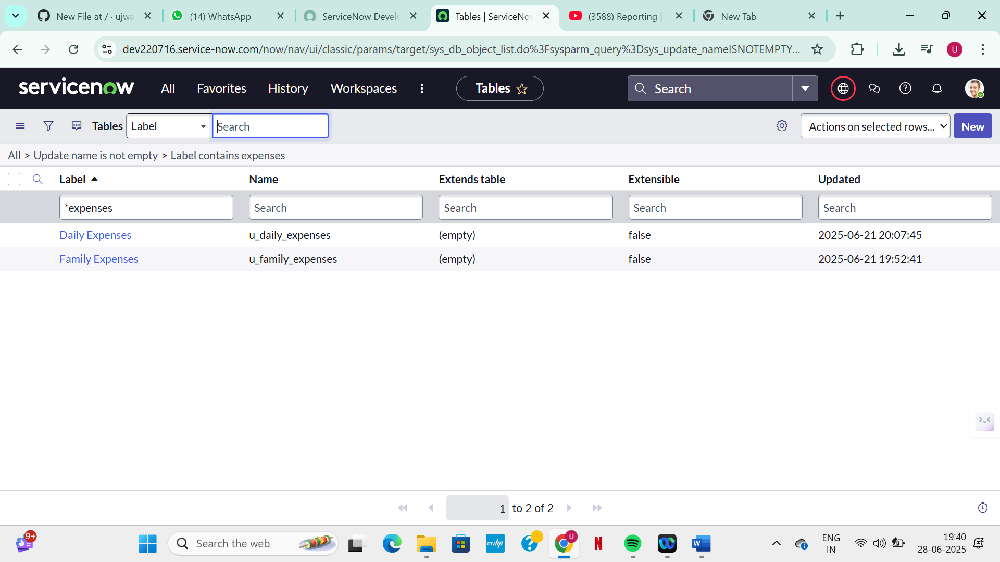 New File at / · ujwa
(14) WhatsApp
ServiceNow Devel
Tables | ServiceNov
(3588) Reporting |
New Tab
dev220716.service-now.com/now/nav/ui/classic/params/target/sys_db_object_list.do%3Fsysparm_query%3Dsys_update_nameISNOTEMPTY...
U
servicenow
All
Favorites
History
Workspaces
Tables
Search
Tables
Label
Search
Actions on selected rows...
New
All > Update name is not empty > Label contains expenses
Label
Name
Extends table
Extensible
Updated
*expenses
Search
Search
Search
Search
Daily Expenses
u_daily_expenses
(empty)
false
2025-06-21 20:07:45
Family Expenses
u_family_expenses
(empty)
false
2025-06-21 19:52:41
1 to 2 of 2
9+
Search the web
myhp
U
N
W
ENG
IN
19:40
28-06-2025